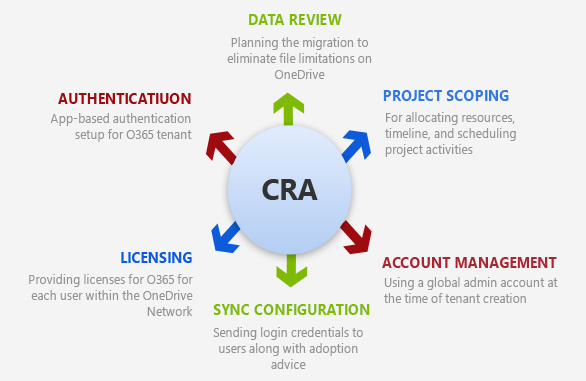 DATA REVIEW
Planning the migration to
eliminate file limitations on
OneDrive
AUTHENTICATIUON
App-based authentication
setup for O365 tenant
PROJECT SCOPING
For allocating resources,
timeline, and scheduling
project activities
CRA
LICENSING
Providing licenses for O365 for
each user within the OneDrive
Network
ACCOUNT MANAGEMENT
Using a global admin account at
the time of tenant creation
SYNC CONFIGURATION
Sending login credentials to
users along with adoption
advice